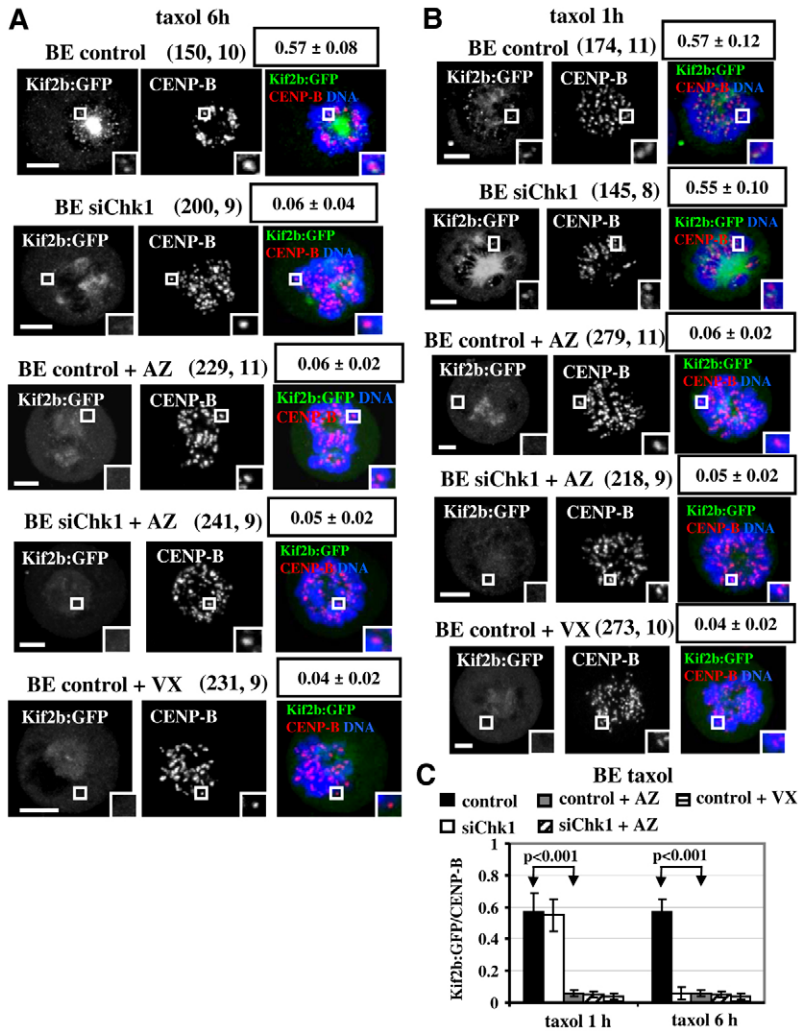 A
taxol 6h
BE control (150, 10) 0.57 ± 0.08
Kif2b:GFP CENP-B Kif2b:GFP
CENP-B DNA
BE siChk1 (200, 9) 0.06 ± 0.04
Kif2b:GFP CENP-B Kif2b:GFP
CENP-B DNA
BE control + AZ (229, 11) 0.06 ± 0.02
Kif2b:GFP CENP-B Kif2b:GFP DNA
CENP-B
BE siChk1 + AZ (241, 9) 0.05 ± 0.02
Kif2b:GFP CENP-B Kif2b:GFP
CENP-B DNA
BE control + VX (231, 9) 0.04 ± 0.02
Kif2b:GFP CENP-B Kif2b:GFP
CENP-B DNA
B
taxol 1h
BE control (174, 11) 0.57 ± 0.12
Kif2b:GFP CENP-B Kif2b:GFP
CENP-B DNA
BE siChk1 (145, 8) 0.55 ± 0.10
Kif2b:GFP CENP-B Kif2b:GFP DNA
CENP-B
BE control + AZ (279, 11) 0.06 ± 0.02
Kif2b:GFP CENP-B Kif2b:GFP
CENP-B DNA
BE siChk1 + AZ (218, 9) 0.05 ± 0.02
Kif2b:GFP CENP-B Kif2b:GFP
CENP-B DNA
BE control + VX (273, 10) 0.04 ± 0.02
Kif2b:GFP CENP-B Kif2b:GFP
CENP-B DNA
C
BE taxol
control control + AZ control + VX
siChk1 siChk1 + AZ
Kif2b:GFP/CENP-B
1
0.8
0.6
0.4
0.2
0
p<0.001 p<0.001
taxol 1 h taxol 6 h